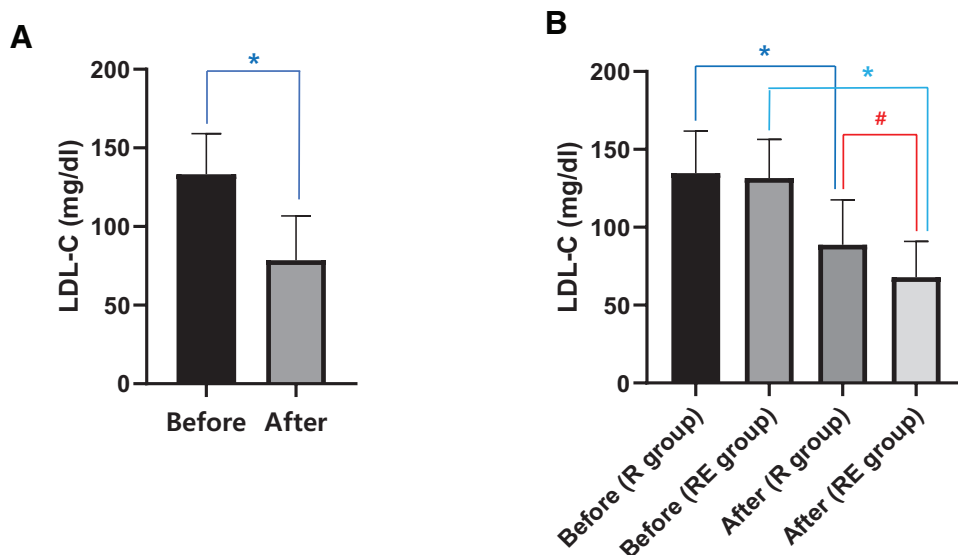 A
*
200
150
100
50
0
LDL-C (mg/dl)
Before After
B
*
*
#
200
150
100
50
0
LDL-C (mg/dl)
Before (R group)
Before (RE group)
After (R group)
After (RE group)